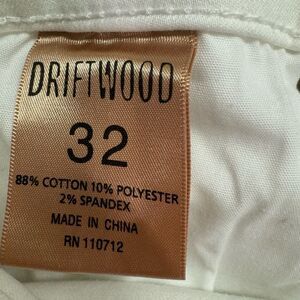 DRIFTWOOD
32
88% COTTON 10% POLYESTER
2% SPANDEX
MADE IN CHINA
RN 110712